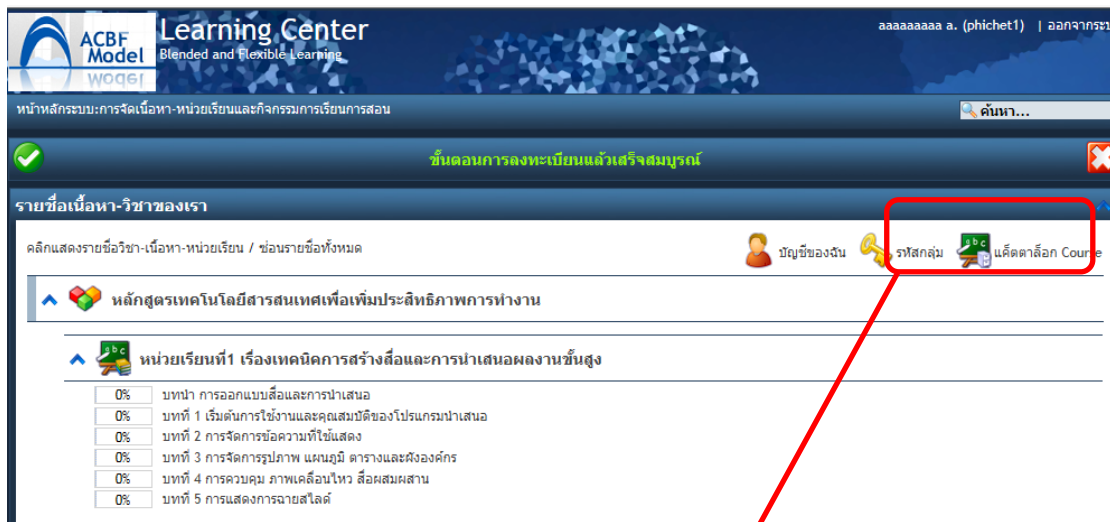 ACBF Model
Learning Center
Blended and Flexible Learning
aaaaaaaaa a. (phichet1) | ออกจากระบ
หน้าหลักระบบ:การจัดเนื้อหา-หน่วยเรียนและกิจกรรมการเรียนการสอน
ค้นหา...
ขั้นตอนการลงทะเบียนแล้วเสร็จสมบูรณ์
รายชื่อเนื้อหา-วิชาของเรา
คลิกแสดงรายชื่อวิชา-เนื้อหา-หน่วยเรียน / ซ่อนรายชื่อทั้งหมด
บัญชีของฉัน
รหัสกลุ่ม
แค็ตตาล็อก Course
หลักสูตรเทคโนโลยีสารสนเทศเพื่อเพิ่มประสิทธิภาพการทำงาน
หน่วยเรียนที่1 เรื่องเทคนิคการสร้างสื่อและการนำเสนอผลงานขั้นสูง
0% บทนำ การออกแบบสื่อและการนำเสนอ
0% บทที่ 1 เริ่มต้นการใช้งานและคุณสมบัติของโปรแกรมนำเสนอ
0% บทที่ 2 การจัดการข้อความที่ใช้แสดง
0% บทที่ 3 การจัดการรูปภาพ แผนภูมิ ตารางและผังองค์กร
0% บทที่ 4 การควบคุม ภาพเคลื่อนไหว สื่อผสมผสาน
0% บทที่ 5 การแสดงการฉายสไลด์